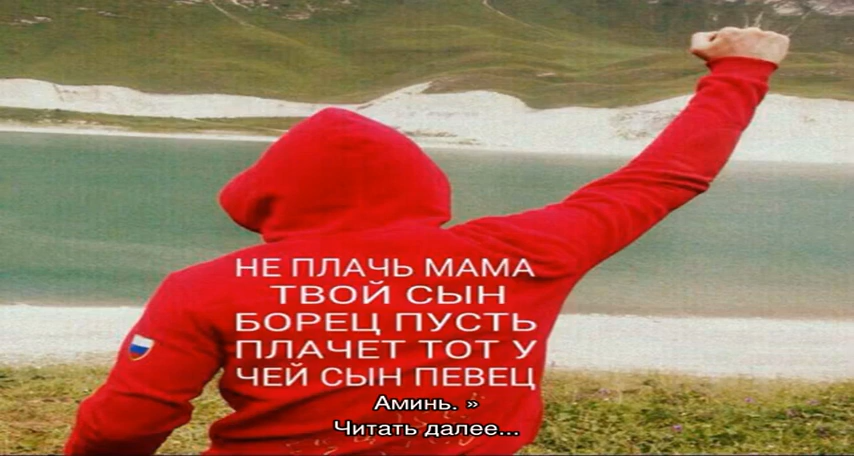 НЕ ПЛАЧЬ МАМА
ТВОЙ СЫН
БОРЕЦ ПУСТЬ
ПЛАЧЕТ ТОТ У
ЧЕЙ СЫН ПЕВЕЦ
Аминь. »
Читать далее...